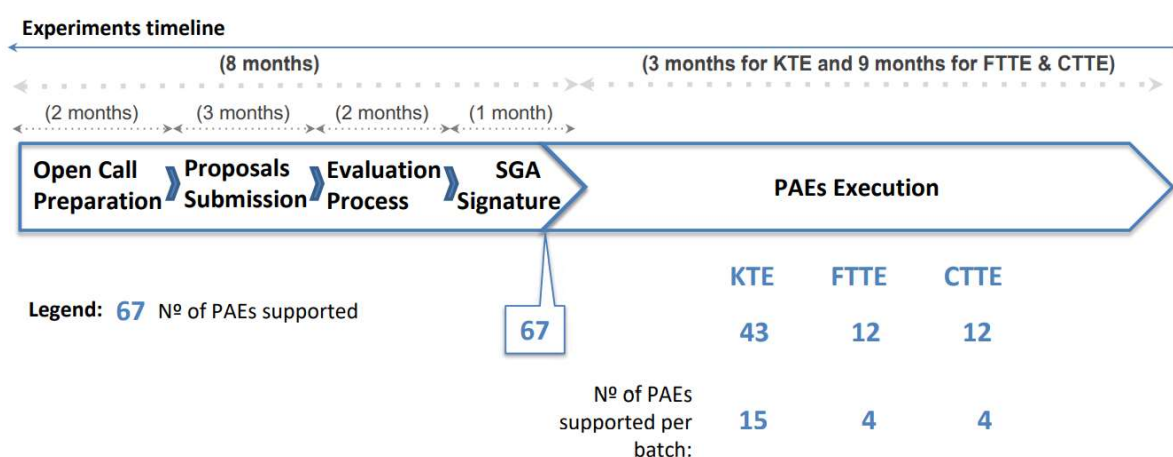 Experiments timeline
(8 months)
(3 months for KTE and 9 months for FTTE & CTTE)
(2 months)
(3 months)
(2 months)
(1 month)
Open Call
Preparation
Proposals
Submission
Evaluation
Process
SGA
Signature
PAEs Execution
Legend: 67 Nº of PAEs supported
67
KTE FTTE CTTE
43 12 12
Nº of PAEs
supported per
batch:
15 4 4